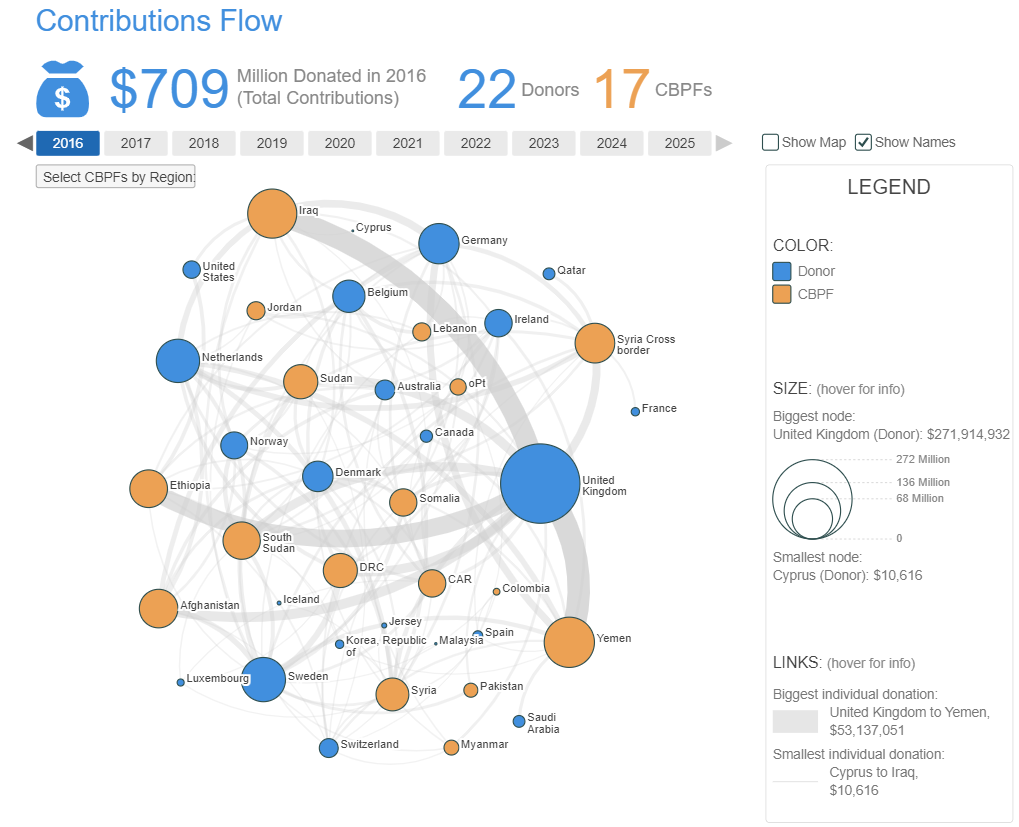 Contributions Flow
$
$709
Million Donated in 2016
(Total Contributions)
22 Donors
17 CBPFs
2016 2017 2018 2019 2020 2021 2022 2023 2024 2025
Show Map Show Names
Select CBPFs by Region:
Iraq
Cyprus
Germany
United
States
Qatar
Belgium
Jordan
Lebanon
Ireland
Syria Cross
border
Netherlands
Sudan
Australia
oPt
France
Norway
Canada
Denmark
United
Kingdom
Ethiopia
Somalia
South
Sudan
DRC
CAR
Colombia
Iceland
Afghanistan
Jersey
Korea, Republic
of
Malaysia
Spain
Yemen
Luxembourg
Sweden
Syria
Pakistan
Saudi
Arabia
Switzerland
Myanmar
LEGEND
COLOR:
Donor
CBPF
SIZE: (hover for info)
Biggest node:
United Kingdom (Donor): $271,914,932
272 Million
136 Million
68 Million
0
Smallest node:
Cyprus (Donor): $10,616
LINKS: (hover for info)
Biggest individual donation:
United Kingdom to Yemen,
$53,137,051
Smallest individual donation:
Cyprus to Iraq,
$10,616